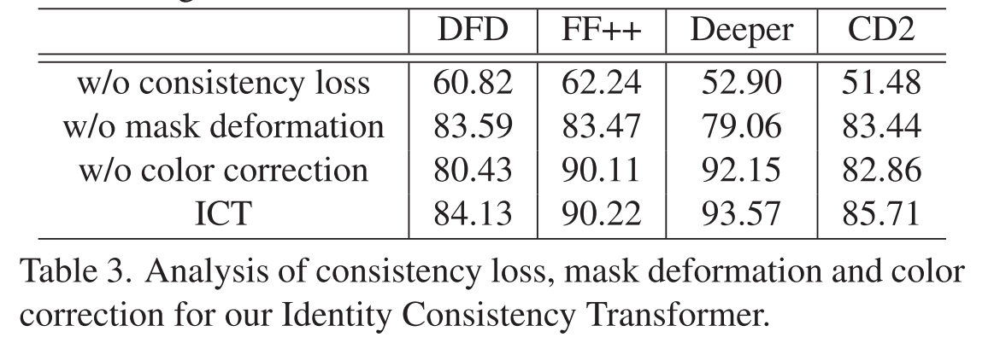 DFD FF++ Deeper CD2
w/o consistency loss 60.82 62.24 52.90 51.48
w/o mask deformation 83.59 83.47 79.06 83.44
w/o color correction 80.43 90.11 92.15 82.86
ICT 84.13 90.22 93.57 85.71
Table 3. Analysis of consistency loss, mask deformation and color
correction for our Identity Consistency Transformer.